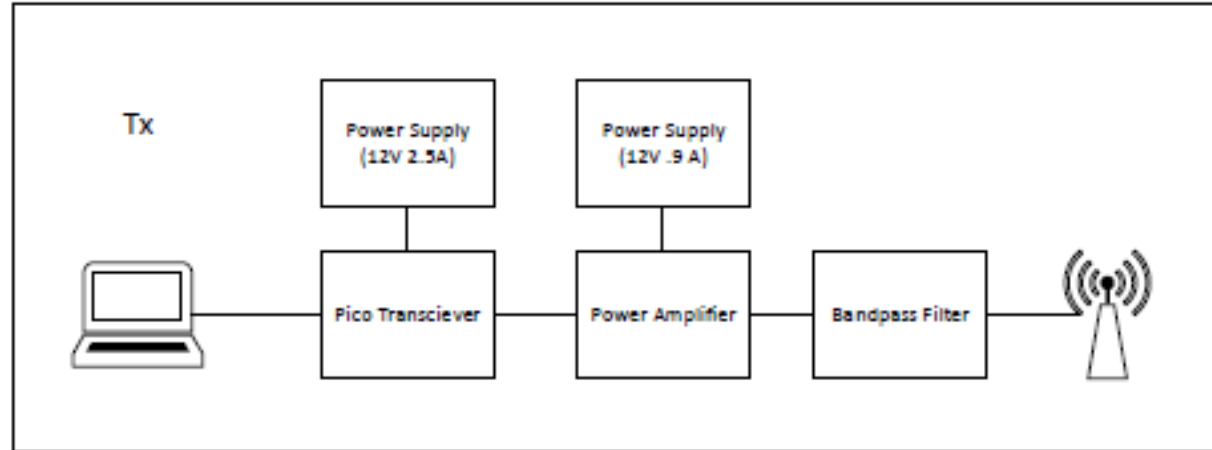 Tx
Power Supply
(12V 2.5A)
Power Supply
(12V .9 A)
Pico Transciever
Power Amplifier
Bandpass Filter